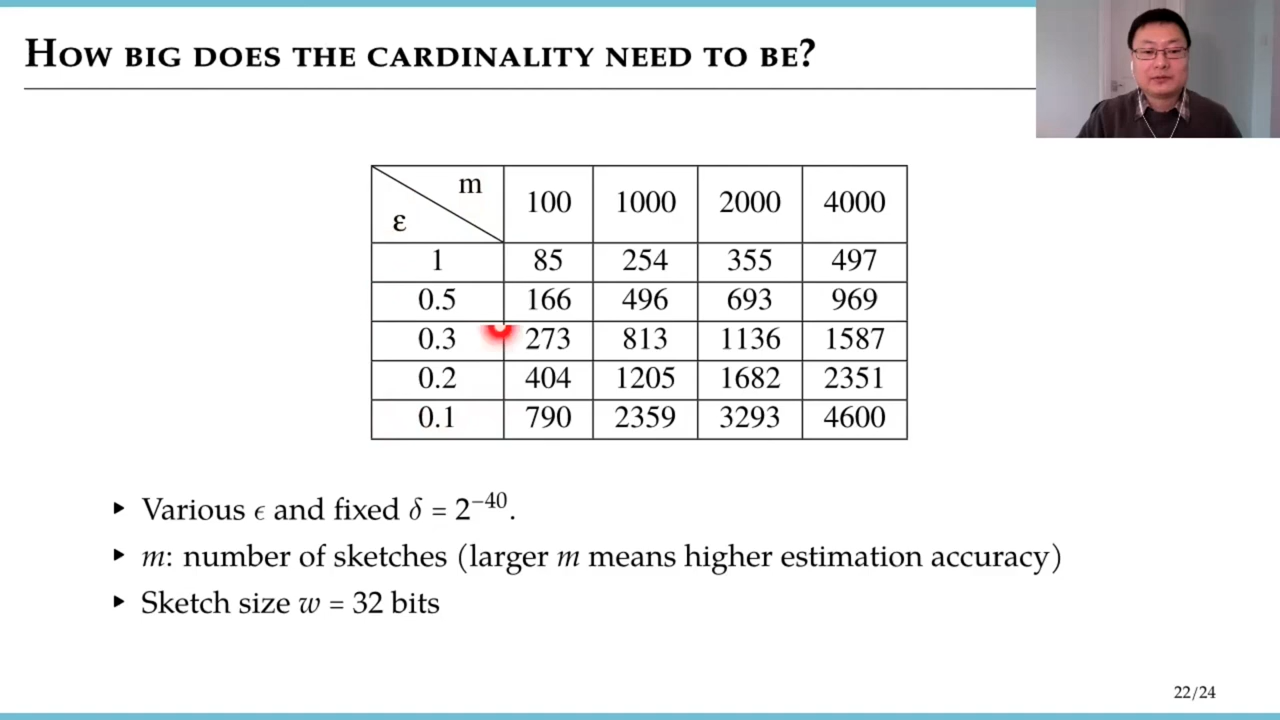 HOW BIG DOES THE CARDINALITY NEED TO BE?
m
ε
100 1000 2000 4000
1 85 254 355 497
0.5 166 496 693 969
0.3 273 813 1136 1587
0.2 404 1205 1682 2351
0.1 790 2359 3293 4600
▸ Various ϵ and fixed δ = 2⁻⁴⁰.
▸ m: number of sketches (larger m means higher estimation accuracy)
▸ Sketch size w = 32 bits
22/24